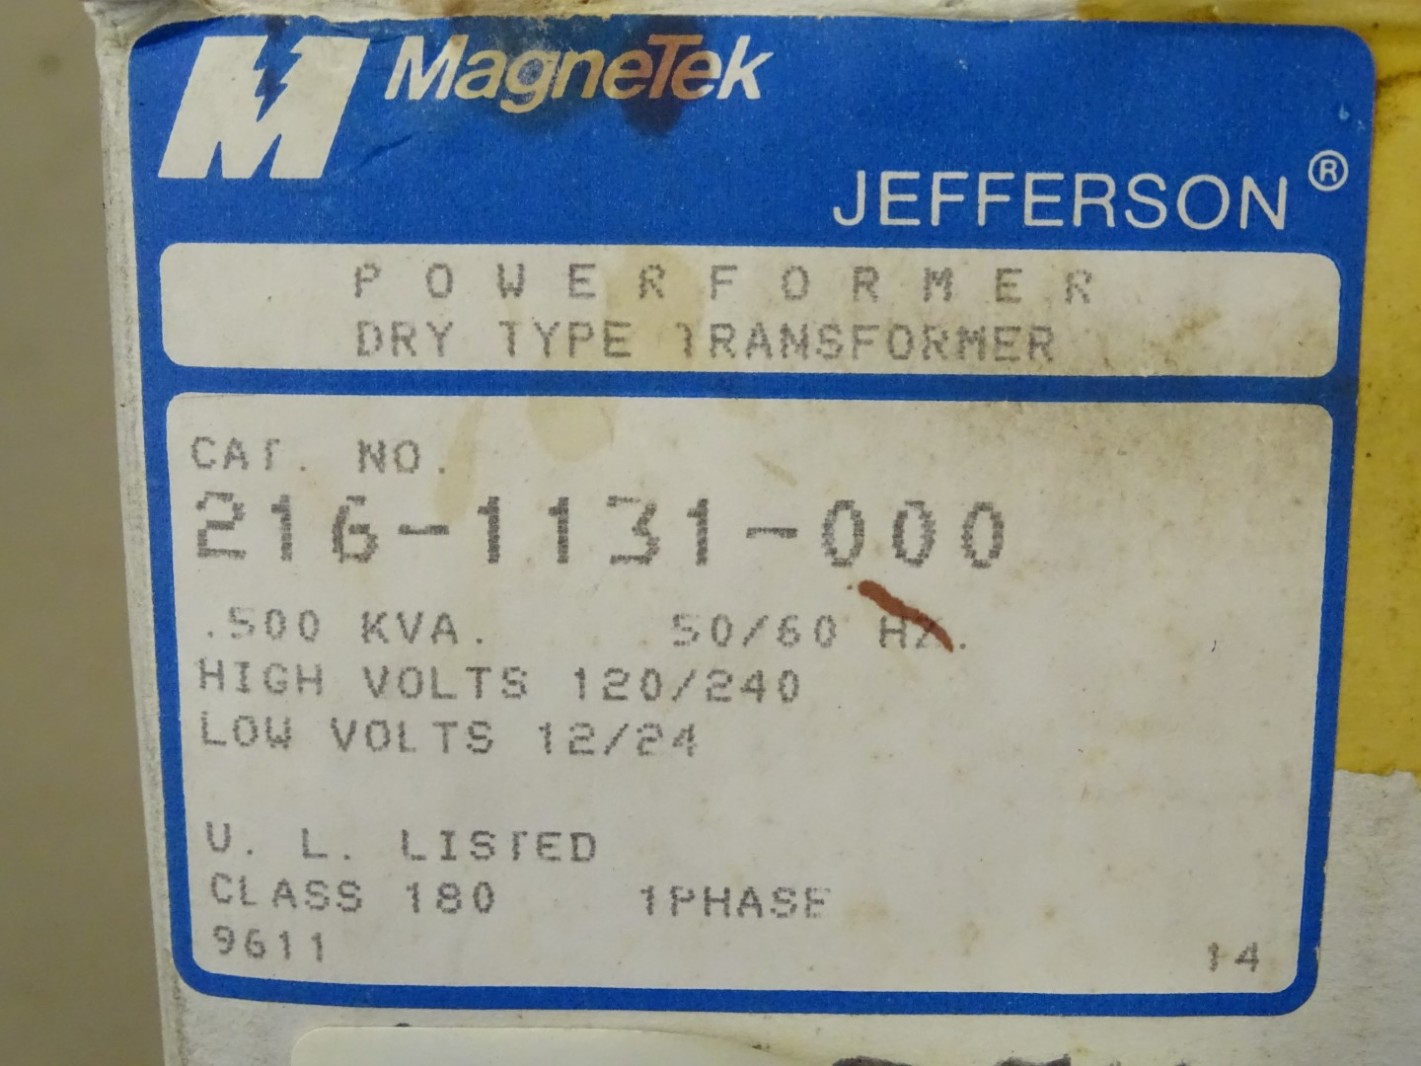 MagneTek
JEFFERSON®
POWERFORMER
DRY TYPE TRANSFORMER
CAT. NO.
216-1131-000
.500 KVA. 50/60 HZ.
HIGH VOLTS 120/240
LOW VOLTS 12/24
U. L. LISTED
CLASS 180 1PHASE
9611 14